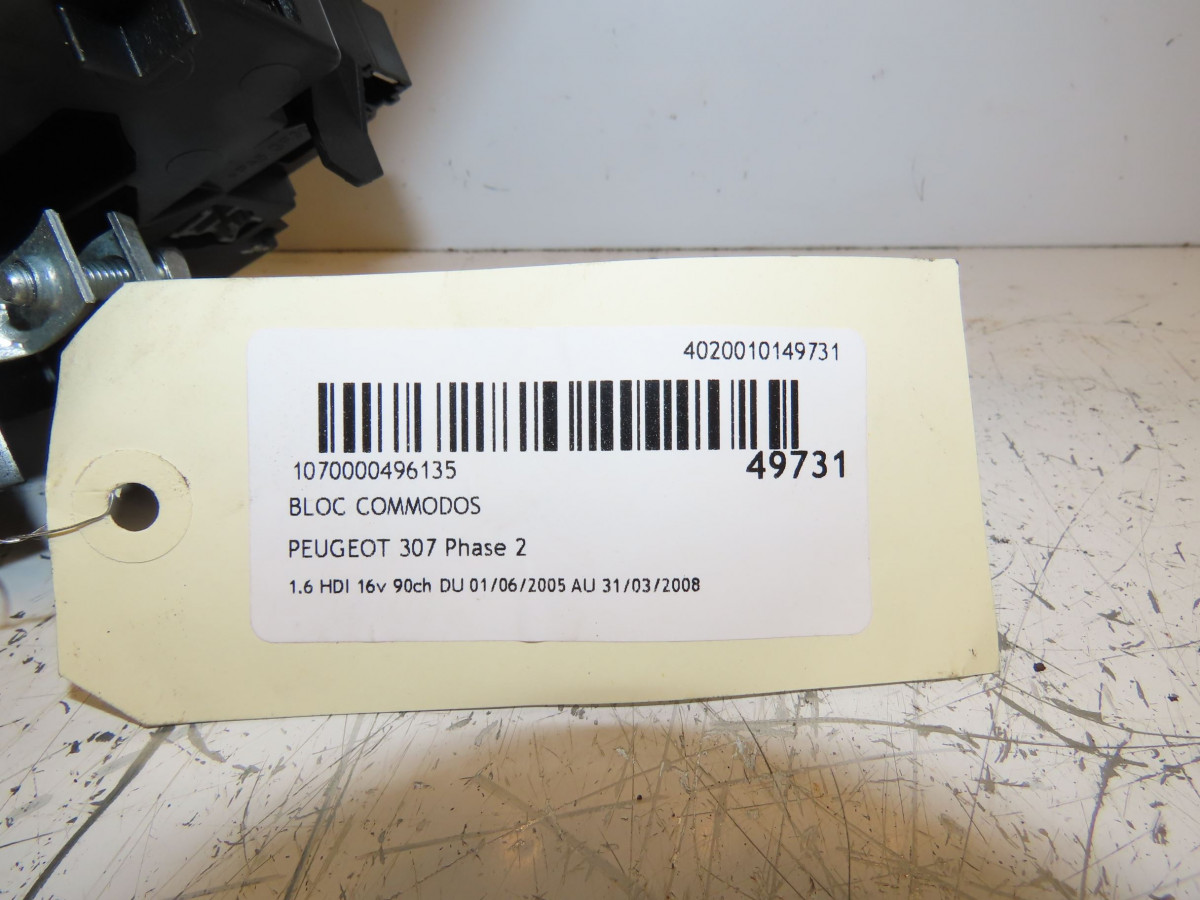 4020010149731
1070000496135
49731
BLOC COMMODOS
PEUGEOT 307 Phase 2
1.6 HDI 16v 90ch DU 01/06/2005 AU 31/03/2008